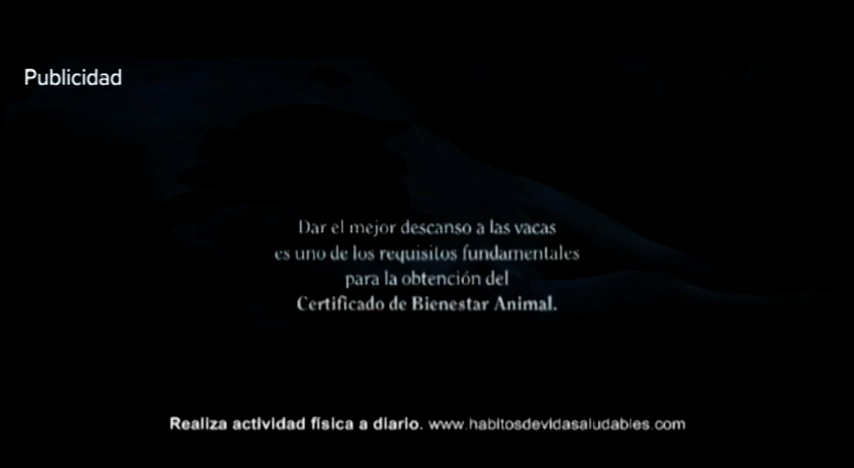 Publicidad
Dar el mejor descanso a las vacas
es uno de los requisitos fundamentales
para la obtención del
Certificado de Bienestar Animal.
Realiza actividad física a diario. www.habitosdevidasaludables.com